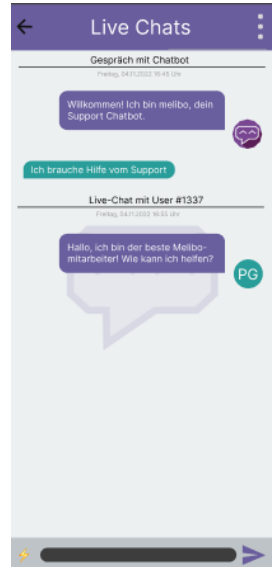 Live Chats
Gespräch mit Chatbot
Freitag, 04.11.2022 16:45 Uhr
Willkommen! Ich bin melibo, dein
Support Chatbot.
Ich brauche Hilfe vom Support
Live-Chat mit User #1337
Freitag, 04.11.2022 16:55 Uhr
Hallo, ich bin der beste Melibo-
mitarbeiter! Wie kann ich helfen?
PG